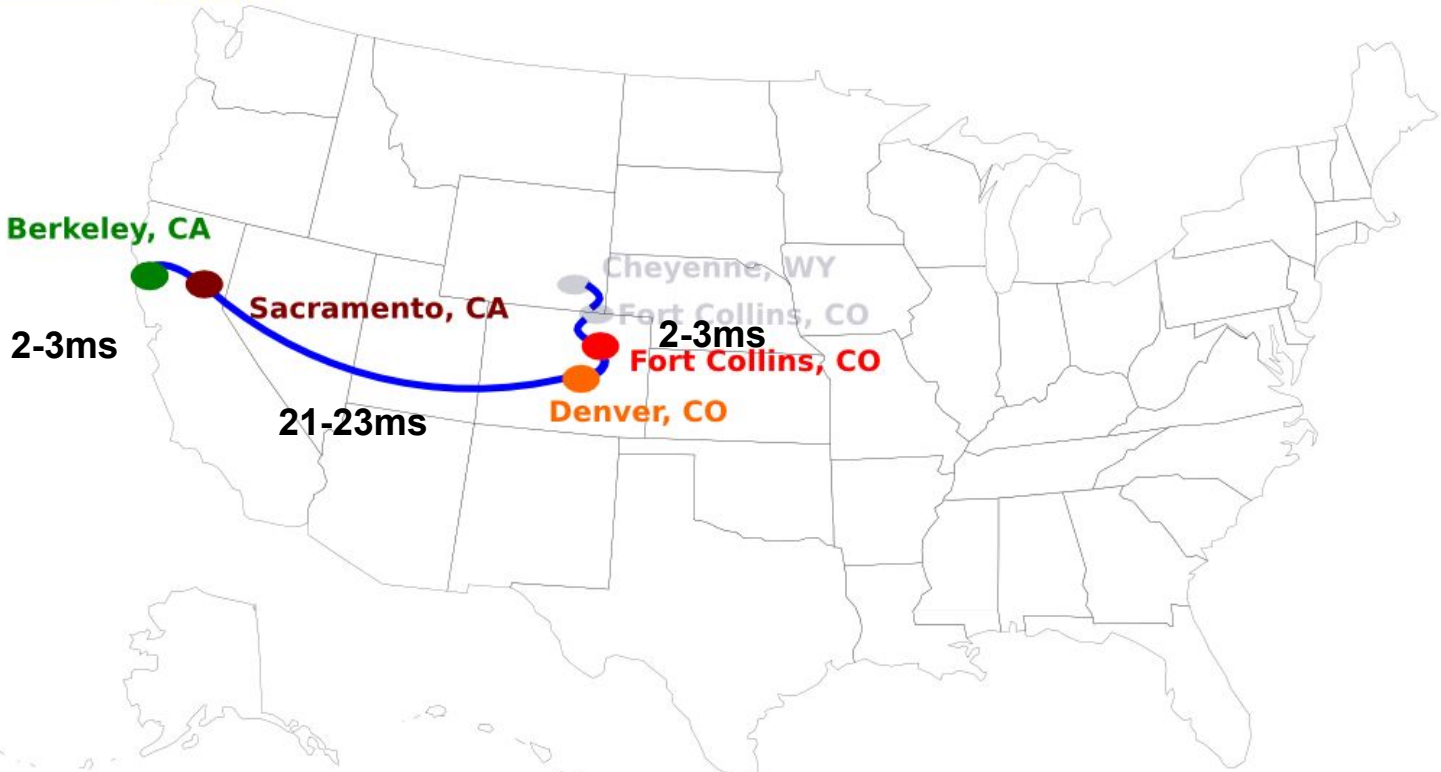 Berkeley, CA
Cheyenne, WY
Sacramento, CA
Fort Collins, CO
2-3ms
2-3ms
Fort Collins, CO
Denver, CO
21-23ms